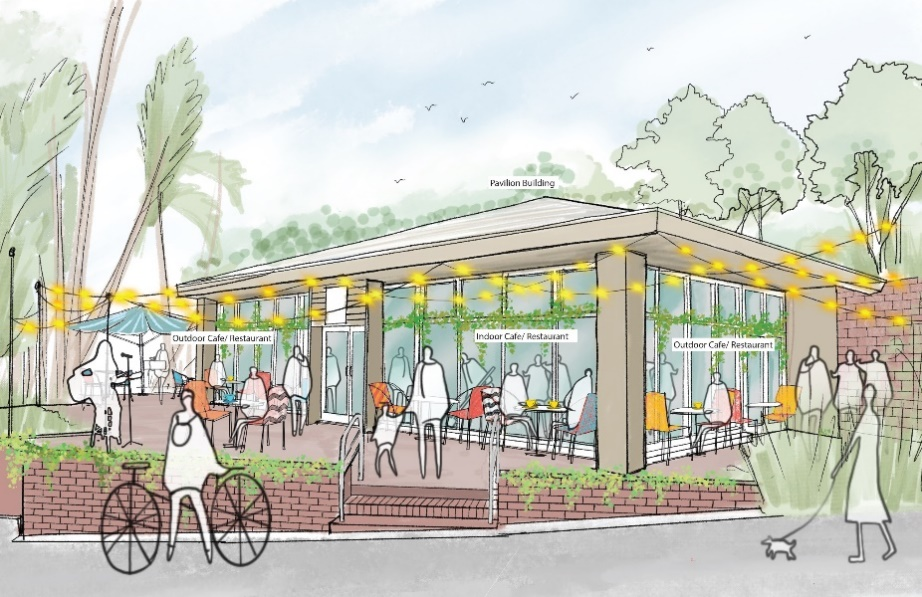 Pavilion Building
Outdoor Cafe/ Restaurant
Indoor Cafe/ Restaurant
Outdoor Cafe/ Restaurant